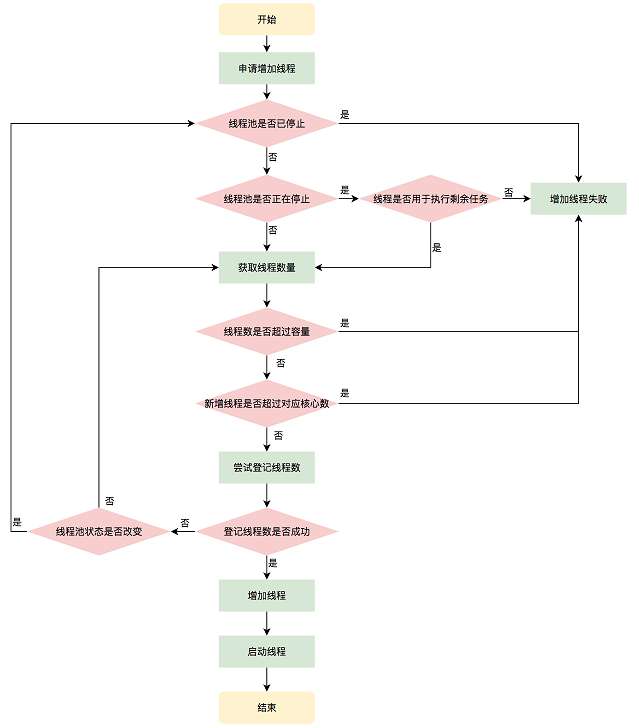 开始
申请增加线程
线程池是否已停止
是
否
线程池是否正在停止
是
线程是否用于执行剩余任务
否
增加线程失败
否
是
获取线程数量
线程数是否超过容量
是
否
新增线程是否超过对应核心数
是
否
尝试登记线程数
登记线程数是否成功
否
线程池状态是否改变
否
是
是
增加线程
启动线程
结束